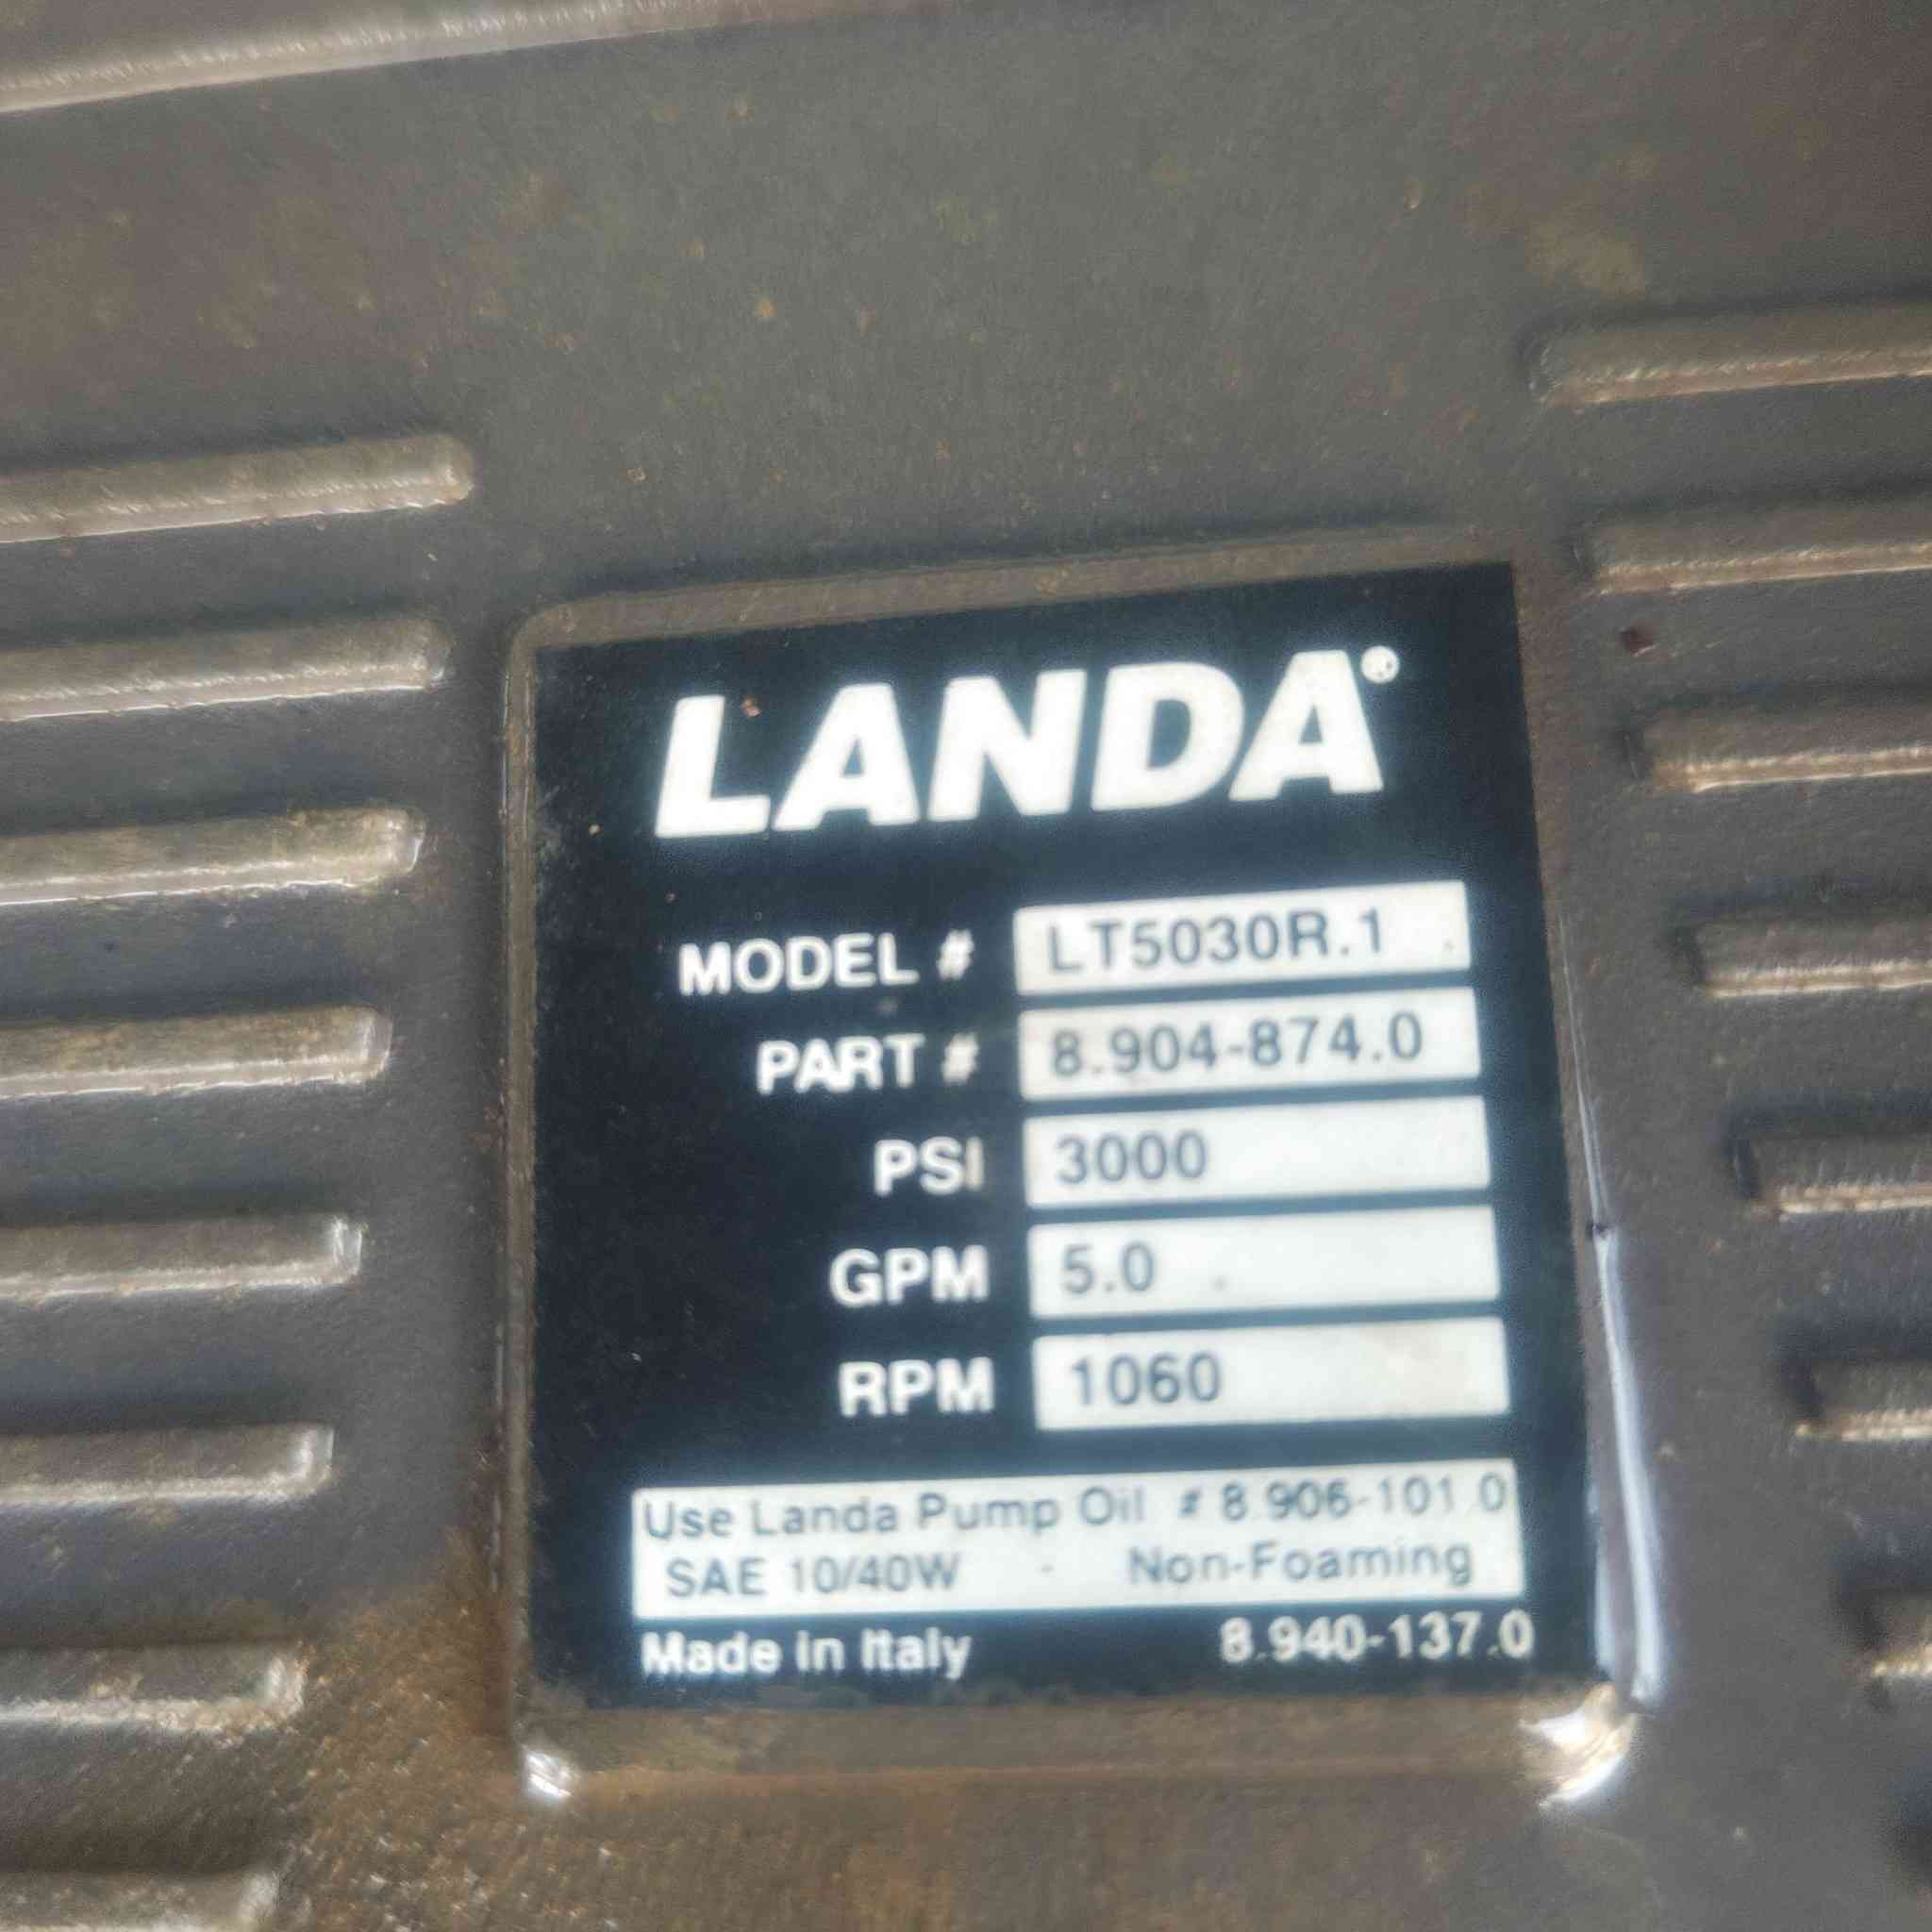 LANDA®
MODEL # LT5030R.1
PART # 8.904-874.0
PSI 3000
GPM 5.0
RPM 1060
Use Landa Pump Oil # 8.906-101.0
SAE 10/40W - Non-Foaming
Made in Italy 8.940-137.0